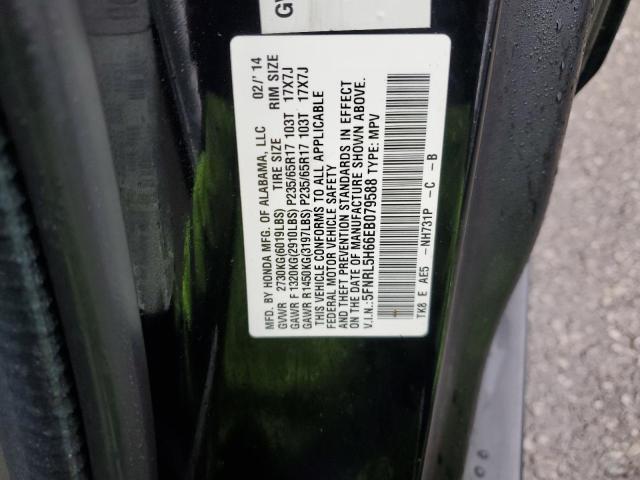 GV
MFD. BY HONDA MFG. OF ALABAMA, LLC 02/'14
GVWR 2730KG(6019LBS) TIRE SIZE RIM SIZE
GAWR F 1320KG(2910LBS) P235/65R17 103T 17X7J
GAWR R 1450KG(3197LBS) P235/65R17 103T 17X7J
THIS VEHICLE CONFORMS TO ALL APPLICABLE
FEDERAL MOTOR VEHICLE SAFETY
AND THEFT PREVENTION STANDARDS IN EFFECT
ON THE DATE OF MANUFACTURE SHOWN ABOVE.
V.I.N.:5FNRL5H66EB079588 TYPE: MPV
TK8 E AE5 -NH731P -C -B